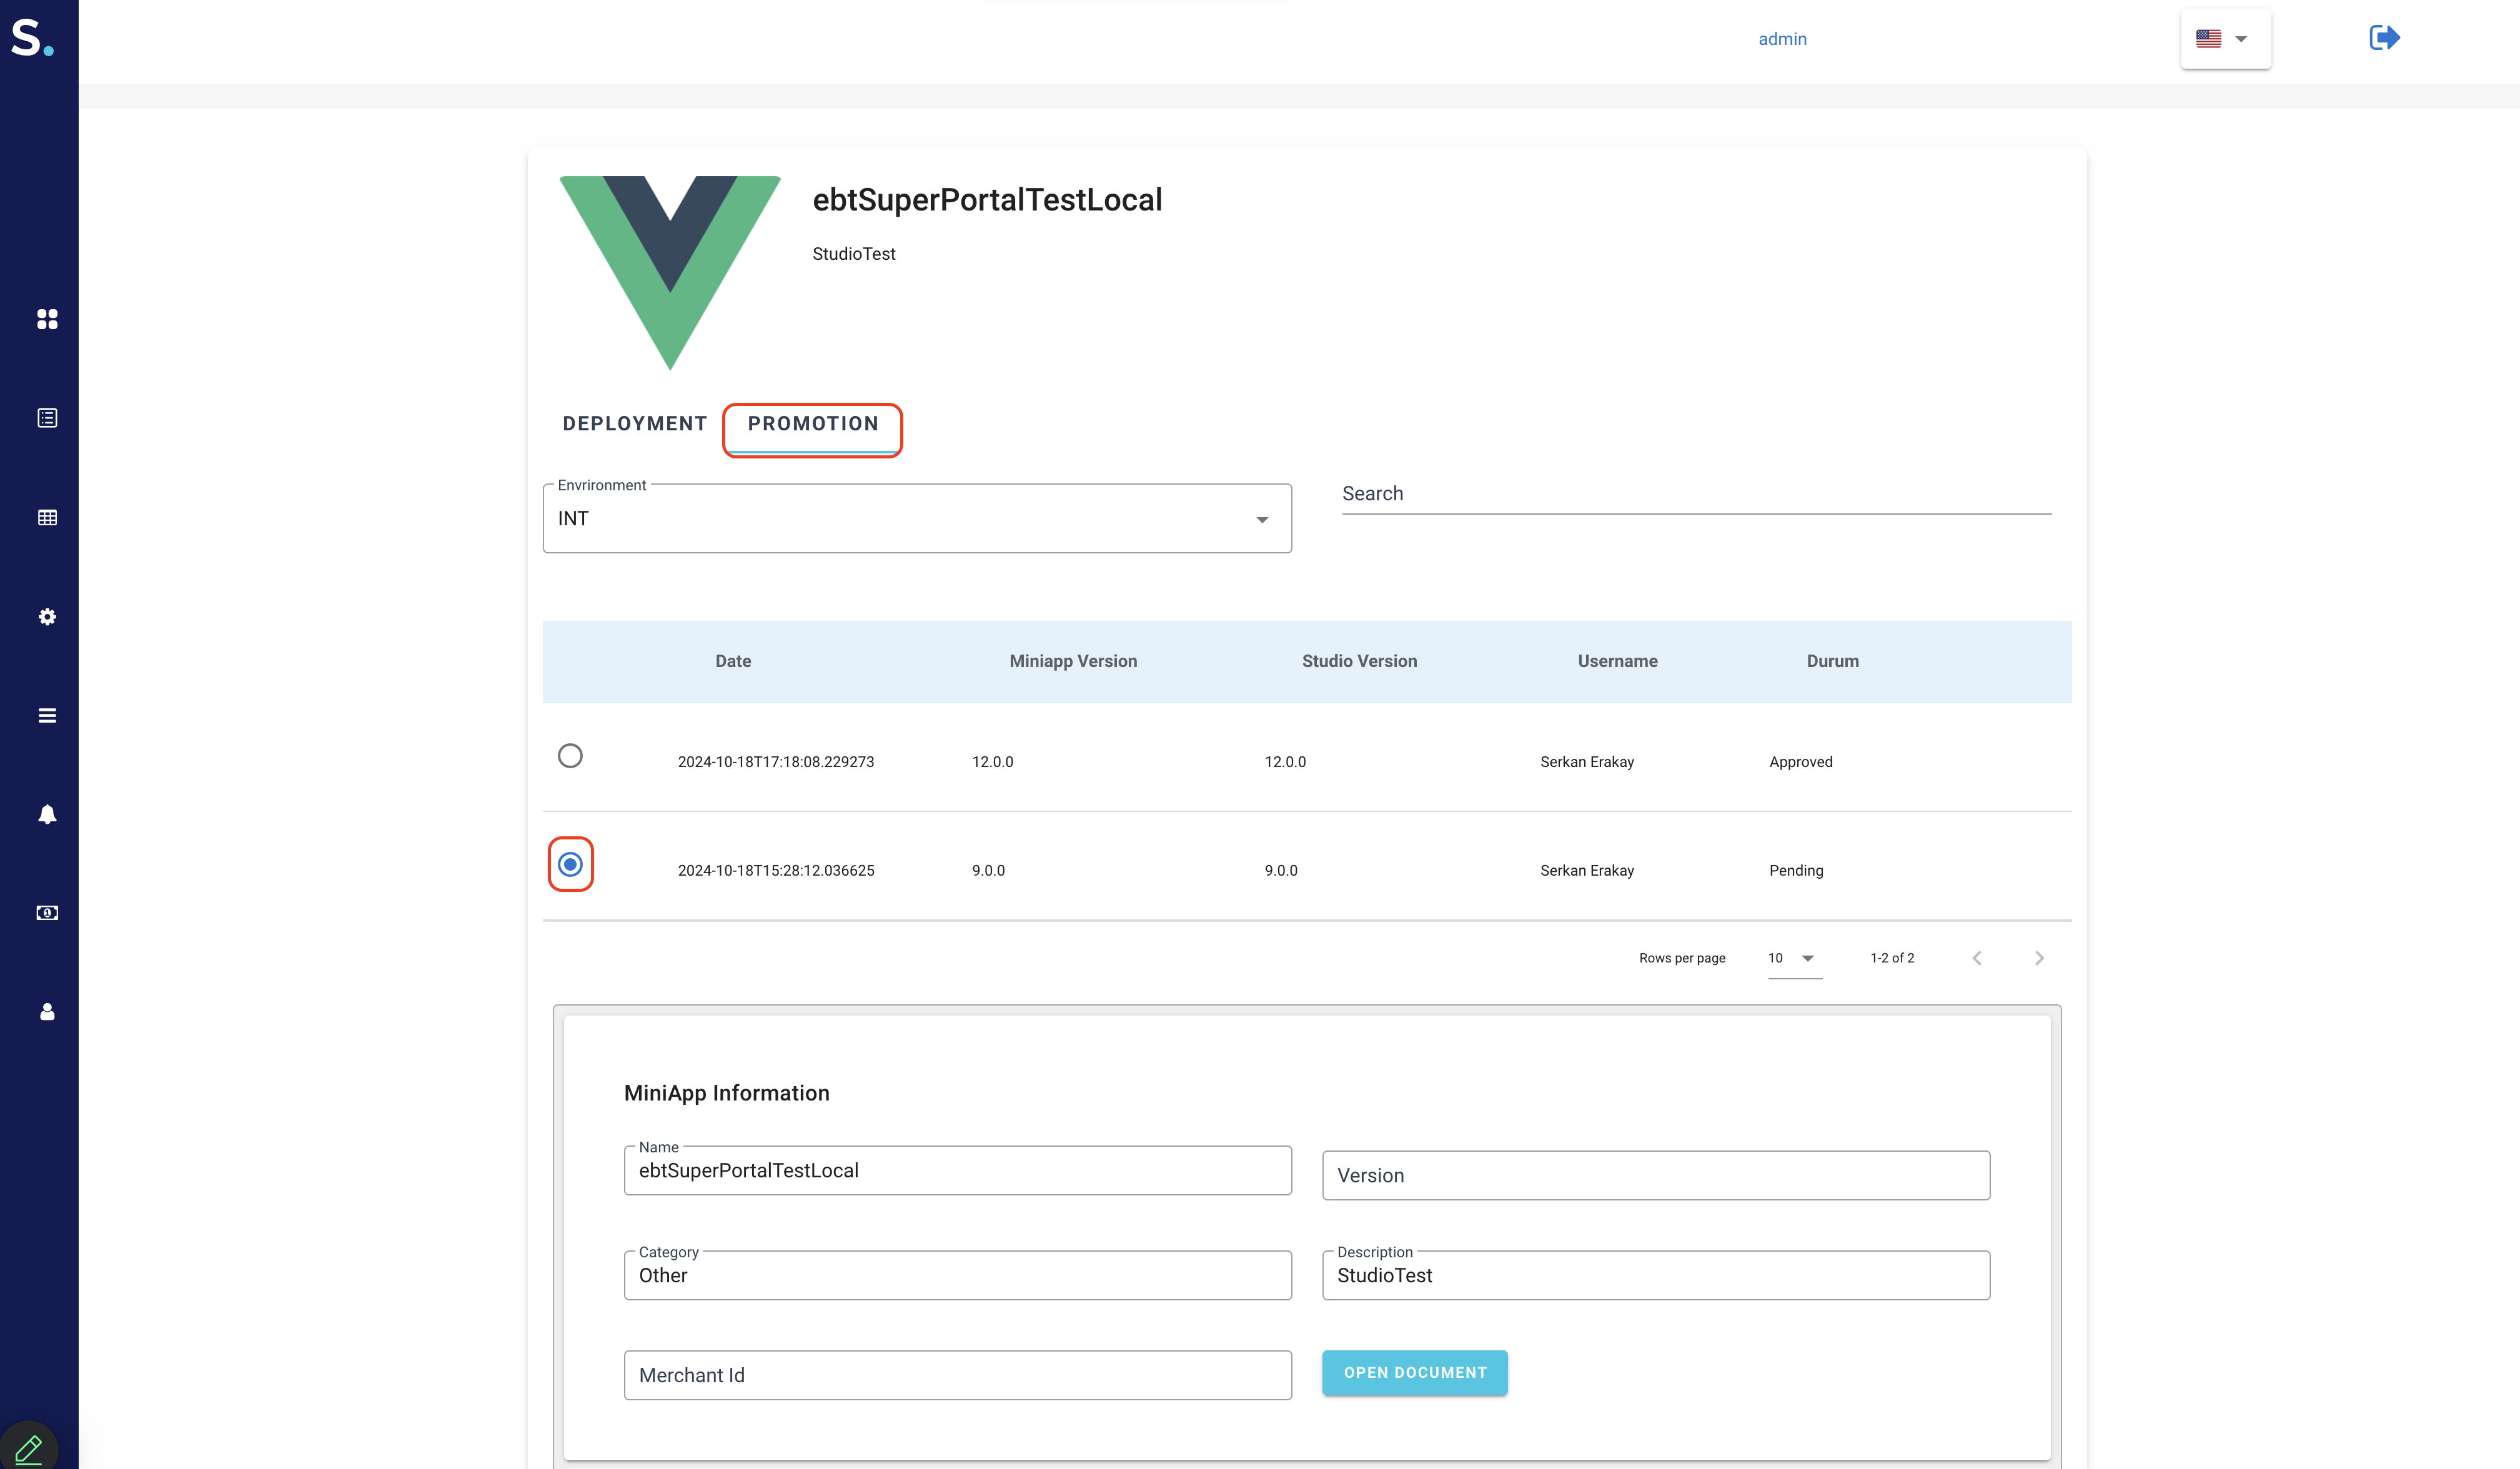 S.
admin
ebtSuperPortalTestLocal
StudioTest
DEPLOYMENT PROMOTION
Envrironment
INT
Search
Date Miniapp Version Studio Version Username Durum
2024-10-18T17:18:08.229273 12.0.0 12.0.0 Serkan Erakay Approved
2024-10-18T15:28:12.036625 9.0.0 9.0.0 Serkan Erakay Pending
Rows per page 10 1-2 of 2
MiniApp Information
Name
ebtSuperPortalTestLocal
Version
Category
Other
Description
StudioTest
Merchant Id
OPEN DOCUMENT